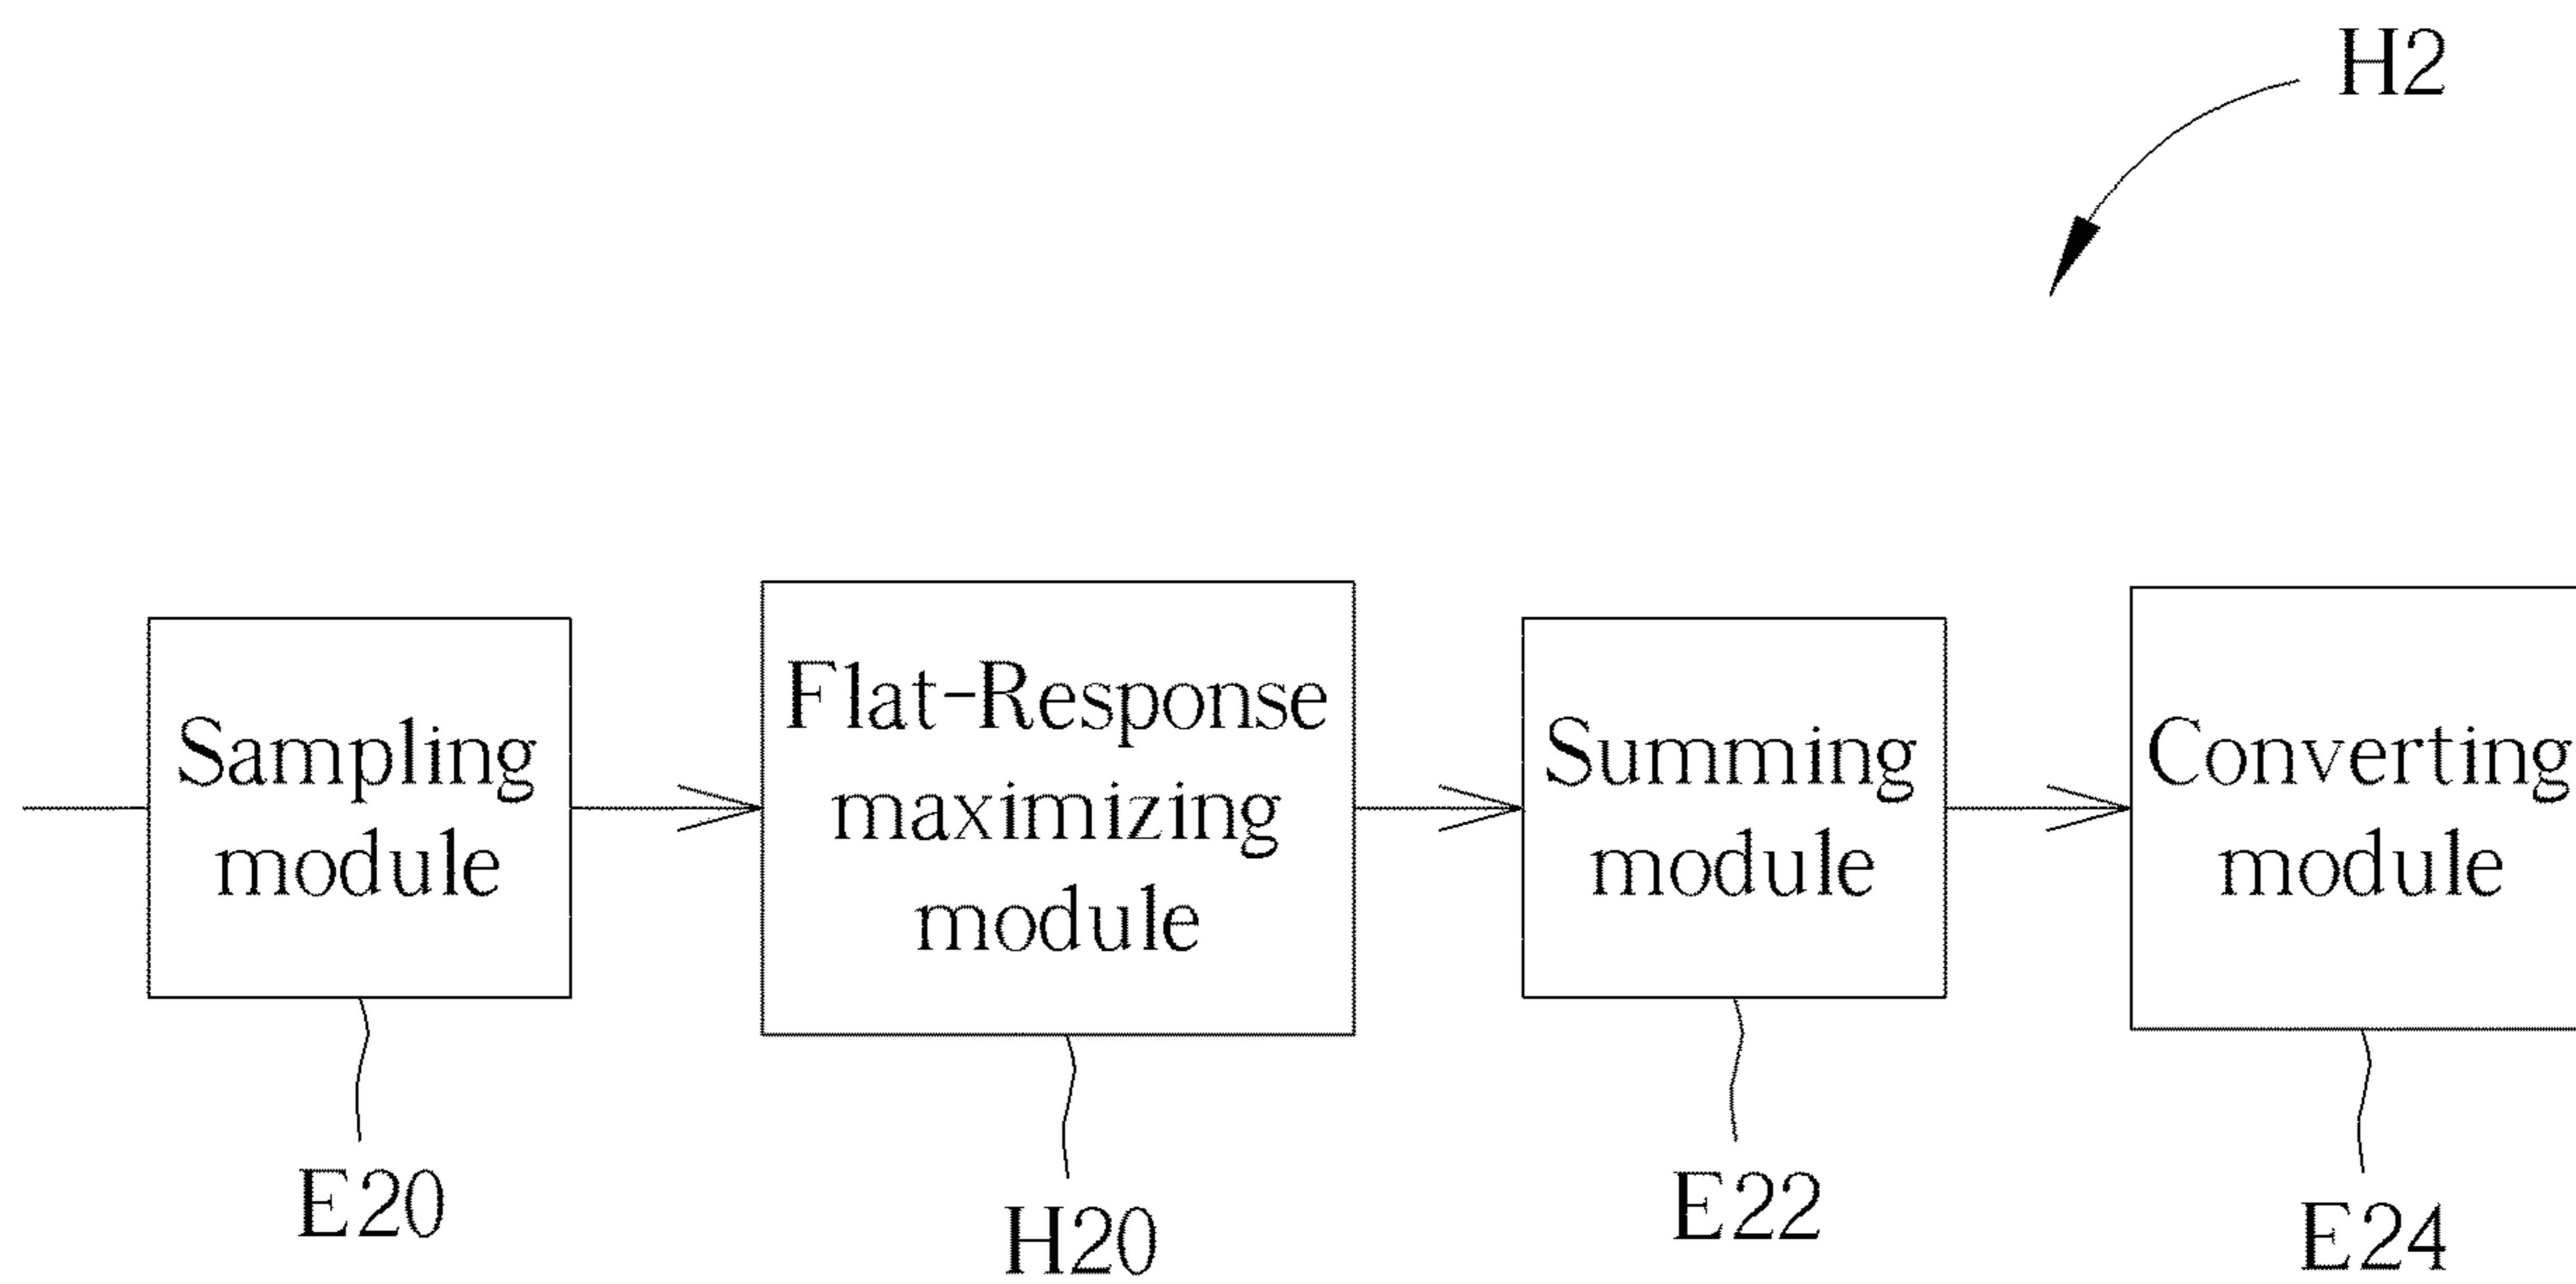 H2
Sampling
module
Flat-Response
maximizing
module
Summing
module
Converting
module
E20
H20
E22
E24